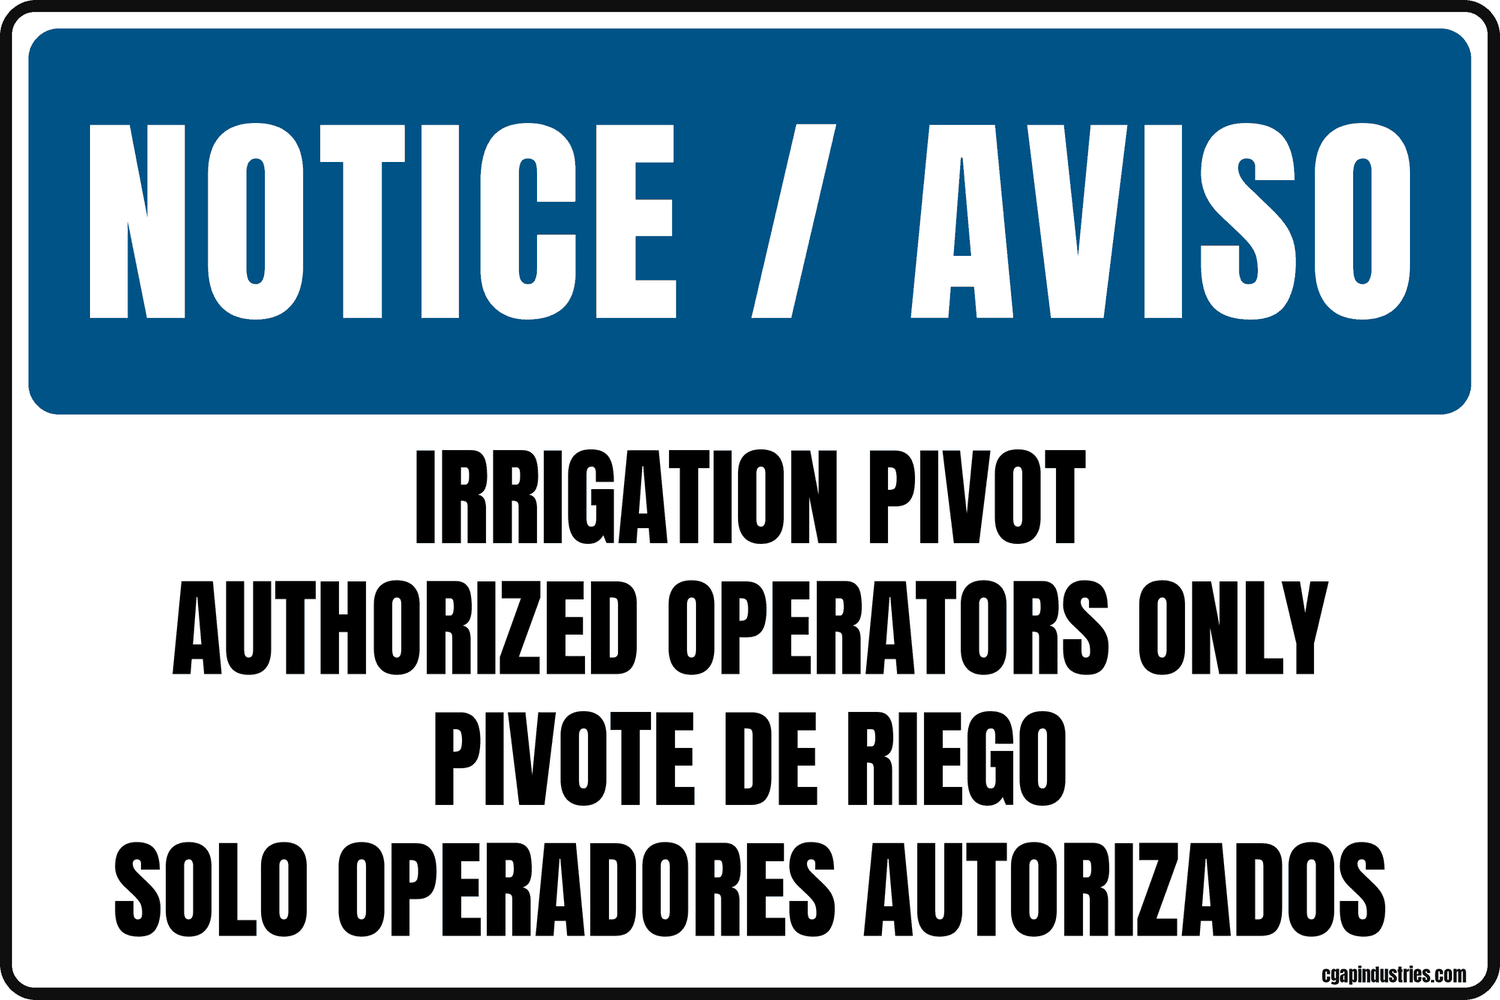 NOTICE / AVISO
IRRIGATION PIVOT
AUTHORIZED OPERATORS ONLY
PIVOTE DE RIEGO
SOLO OPERADORES AUTORIZADOS
cgapindustries.com